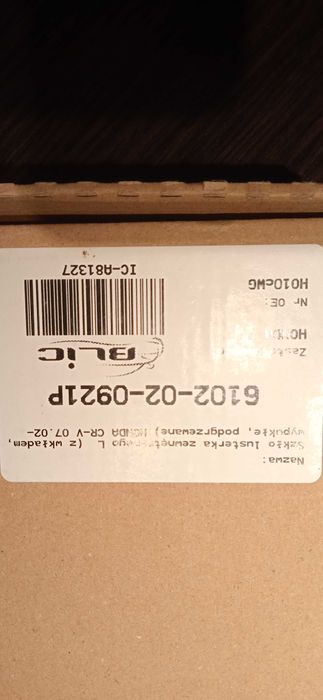 Nazwa:
Szkło lusterka zewnętrznego L (z wkładem,
wypukłe, podgrzewane) HONDA CR-V 07.02-
6102-02-0921P
BLIC
Nr OE:
HO10cWG
IC-A81327